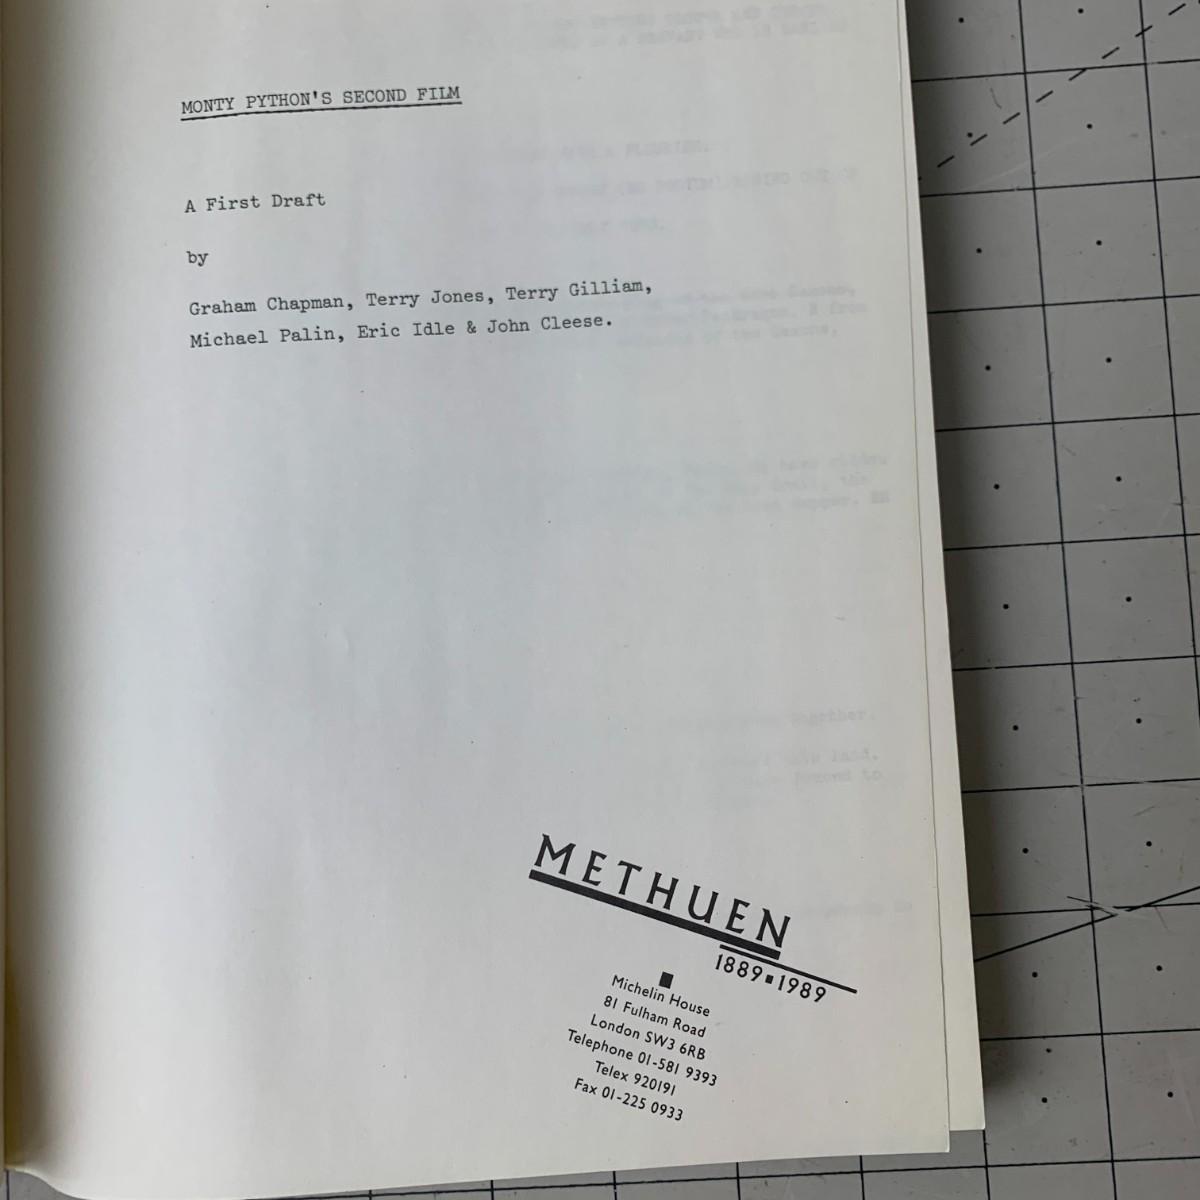 MONTY PYTHON'S SECOND FILM
A First Draft
by
Graham Chapman, Terry Jones, Terry Gilliam,
Michael Palin, Eric Idle & John Cleese.
METHUEN
1889▪1989
Michelin House
81 Fulham Road
London SW3 6RB
Telephone 01-581 9393
Telex 920191
Fax 01-225 0933